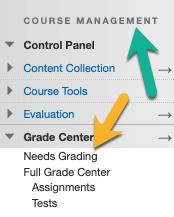 COURSE MANAGEMENT
Control Panel
Content Collection
Course Tools
Evaluation
Grade Center
Needs Grading
Full Grade Center
Assignments
Tests